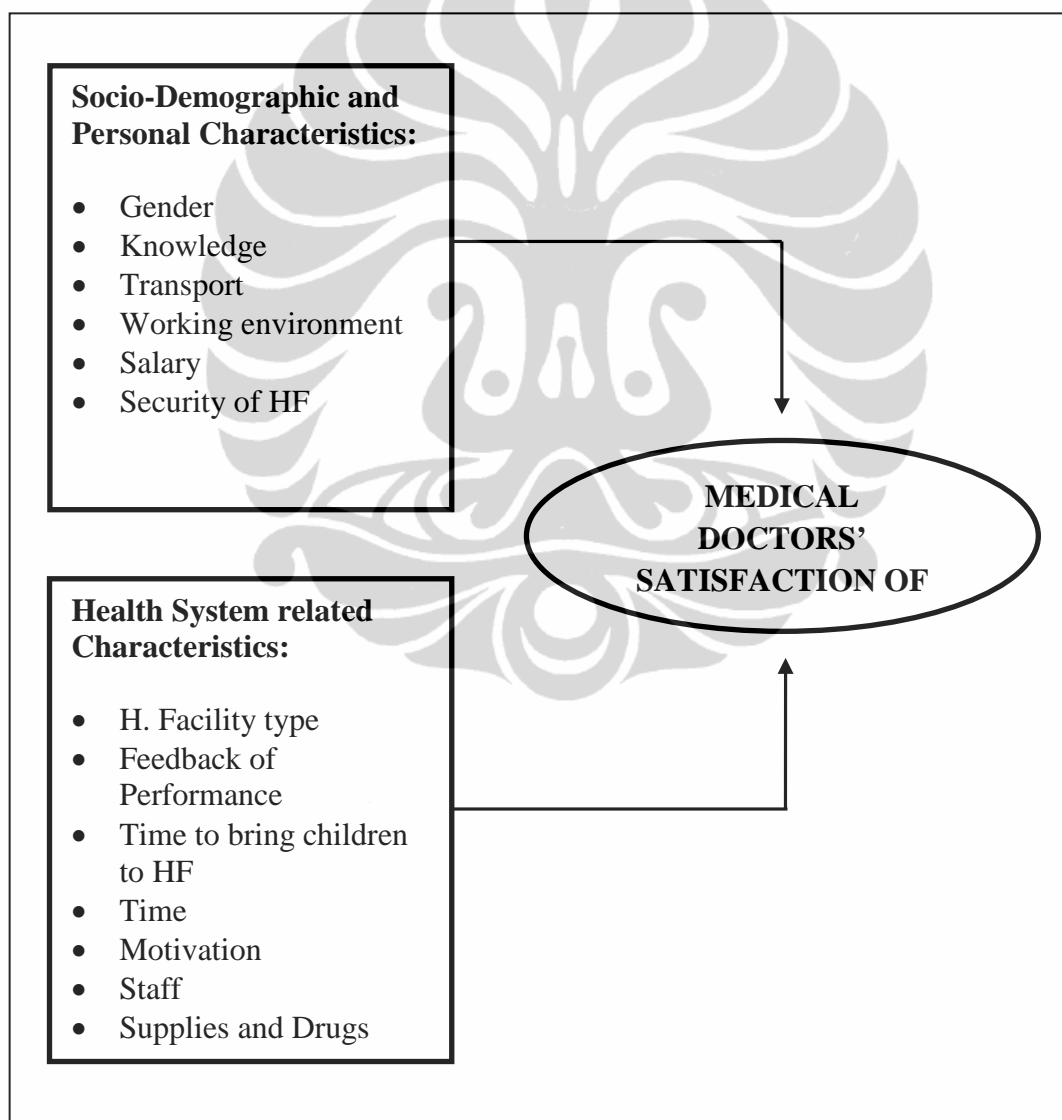 Socio-Demographic and
Personal Characteristics:
• Gender
• Knowledge
• Transport
• Working environment
• Salary
• Security of HF
MEDICAL
DOCTORS’
SATISFACTION OF
Health System related
Characteristics:
• H. Facility type
• Feedback of
Performance
• Time to bring children
to HF
• Time
• Motivation
• Staff
• Supplies and Drugs